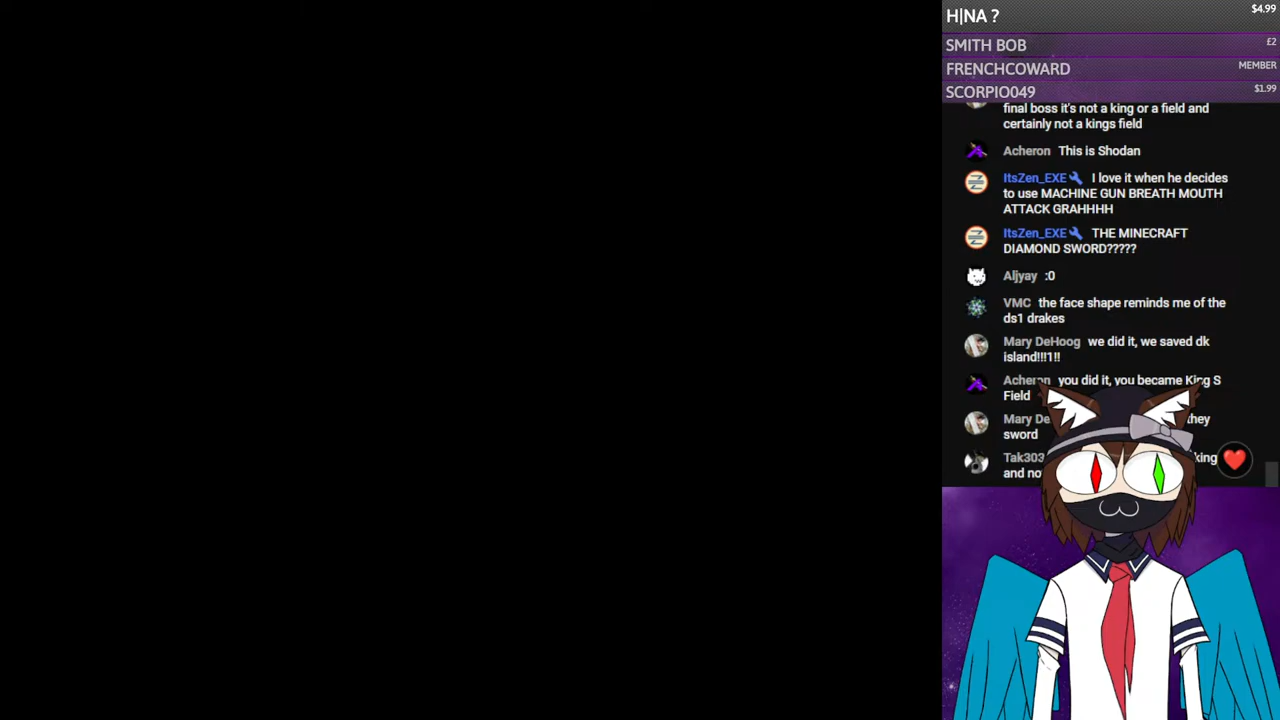 H|NA ?
$4.99
SMITH BOB
£2
FRENCHCOWARD
MEMBER
SCORPIO049
$1.99
final boss it's not a king or a field and
certainly not a kings field
Acheron This is Shodan
ItsZen_EXE I love it when he decides
to use MACHINE GUN BREATH MOUTH
ATTACK GRAHHHH
ItsZen_EXE THE MINECRAFT
DIAMOND SWORD?????
Aljyay :0
VMC the face shape reminds me of the
ds1 drakes
Mary DeHoog we did it, we saved dk
island!!!1!!
Acheron you did it, you became King S
Field
Mary De they
sword
Tak303 king
and no